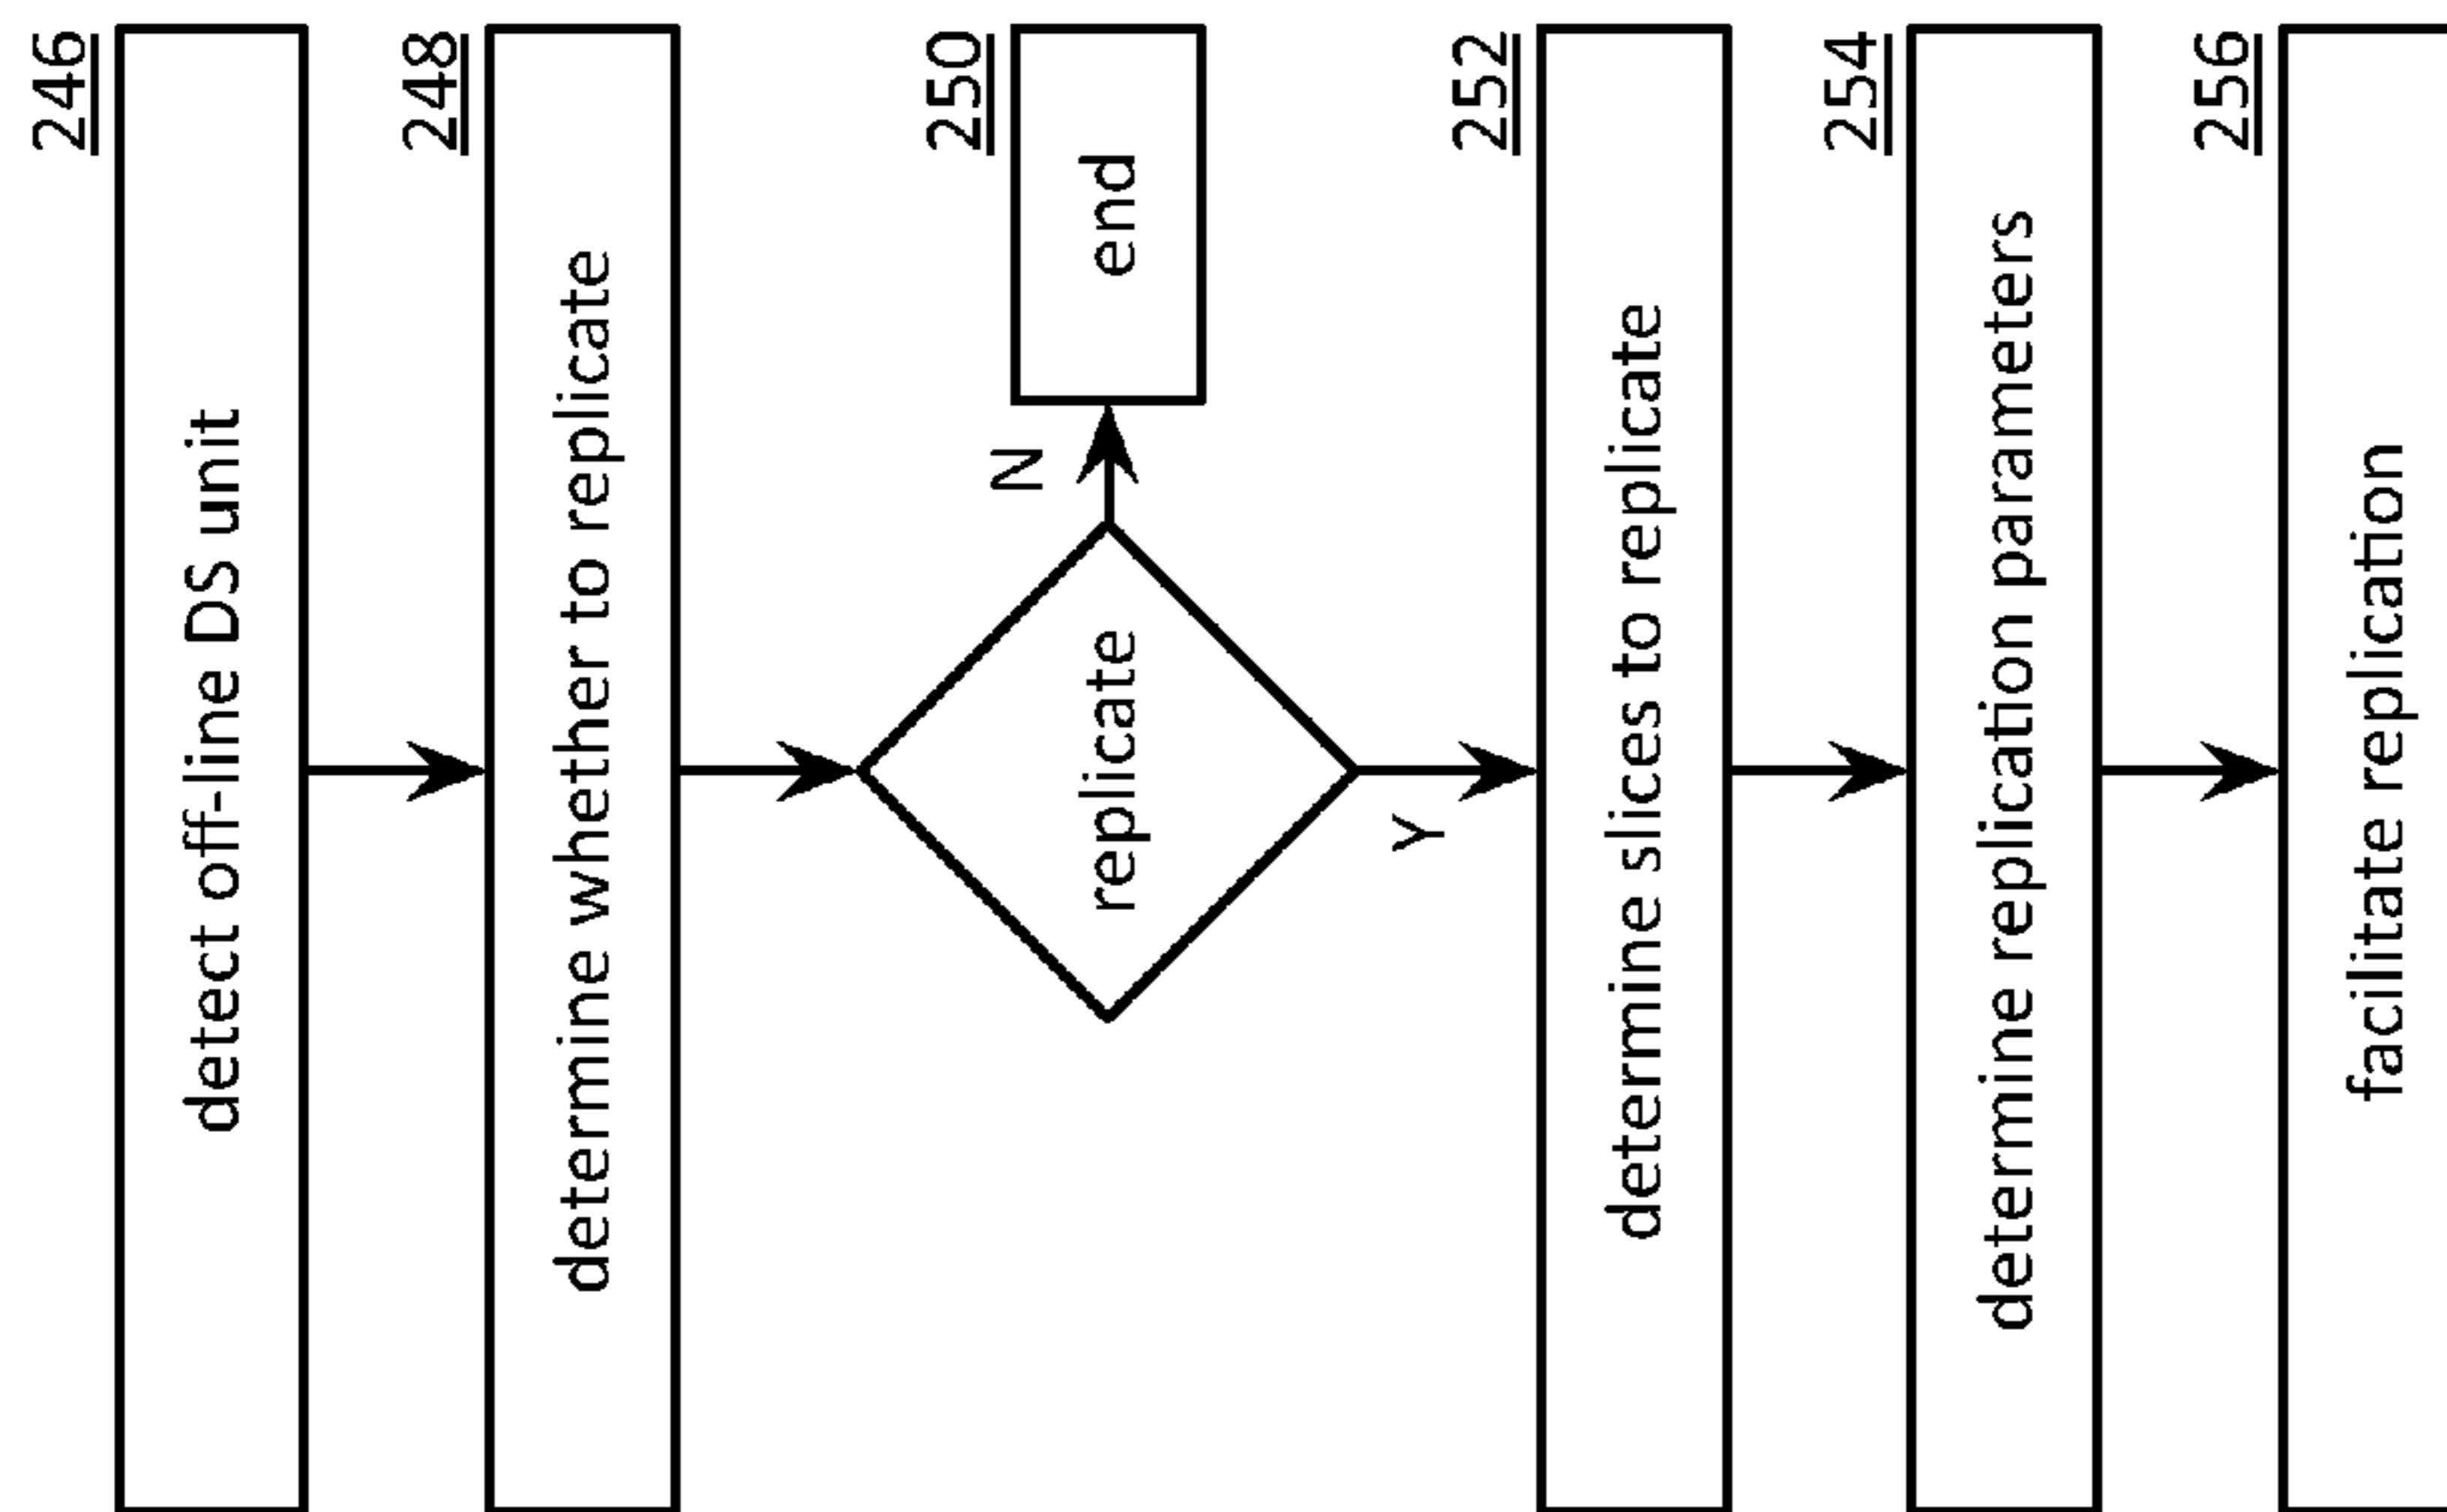 246
detect off-line DS unit
248
determine whether to replicate
250
replicate
N
end
Y
252
determine slices to replicate
254
determine replication parameters
256
facilitate replication